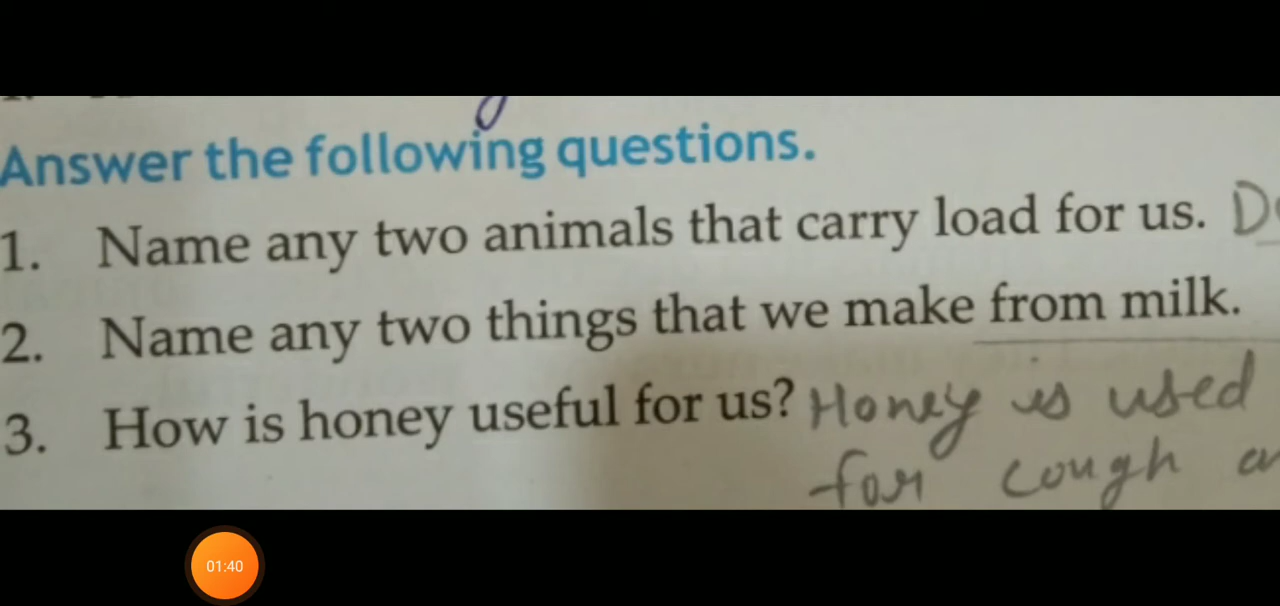 Answer the following questions.
1. Name any two animals that carry load for us.
2. Name any two things that we make from milk.
3. How is honey useful for us? Honey is used
for cough
01:40